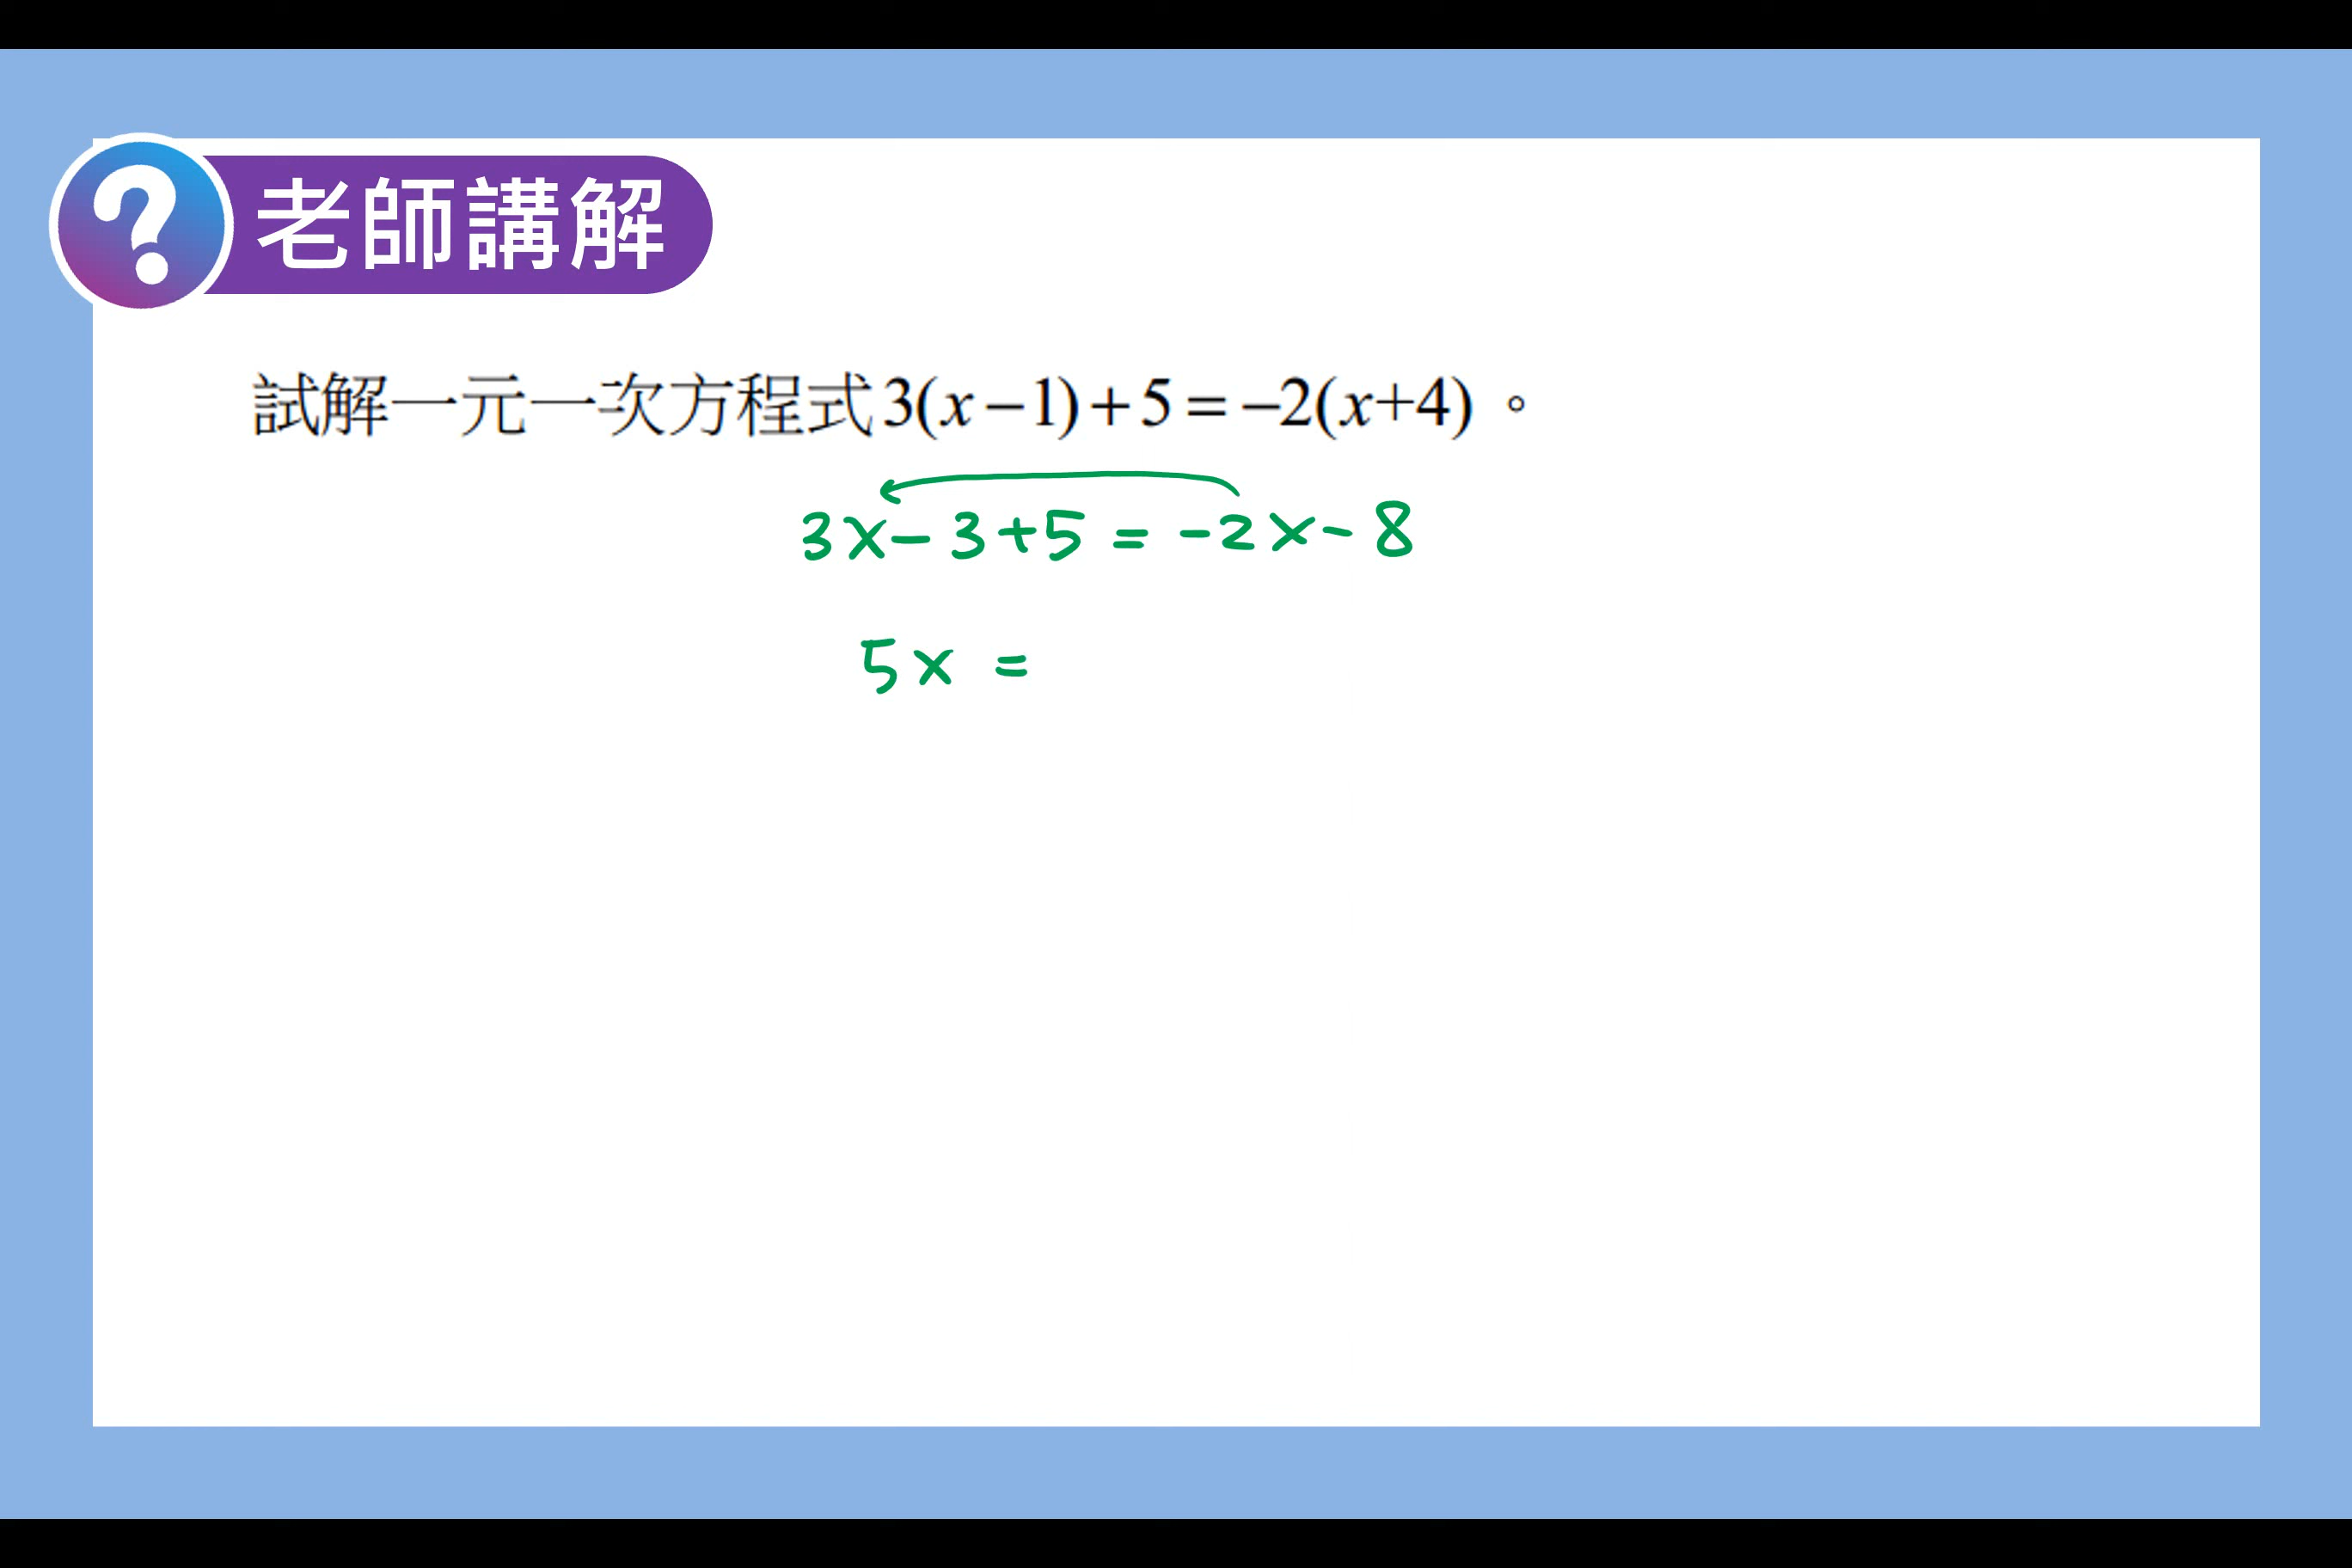 ?
老師講解
試解一元一次方程式3(x−1)+5=−2(x+4)。
3x−3+5=-2x-8
5x=